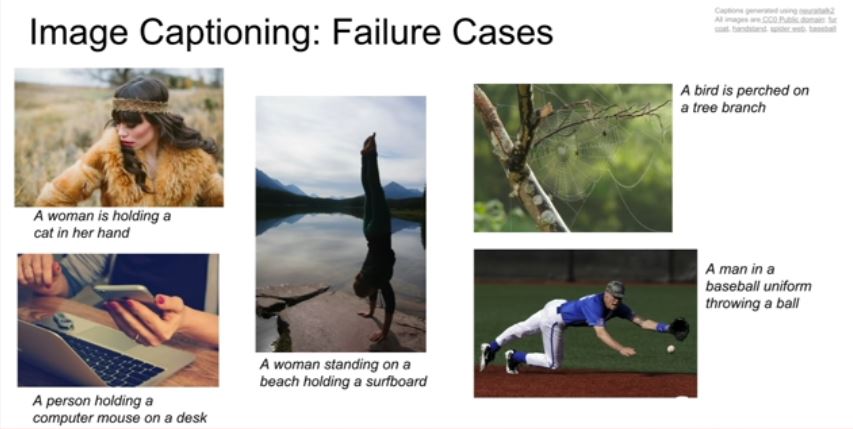 Image Captioning: Failure Cases
Captions generated using neuraltalk2
All images are CC0 Public domain: fur
coat, handstand, spider web, baseball
A woman is holding a
cat in her hand
A person holding a
computer mouse on a desk
A woman standing on a
beach holding a surfboard
A bird is perched on
a tree branch
A man in a
baseball uniform
throwing a ball